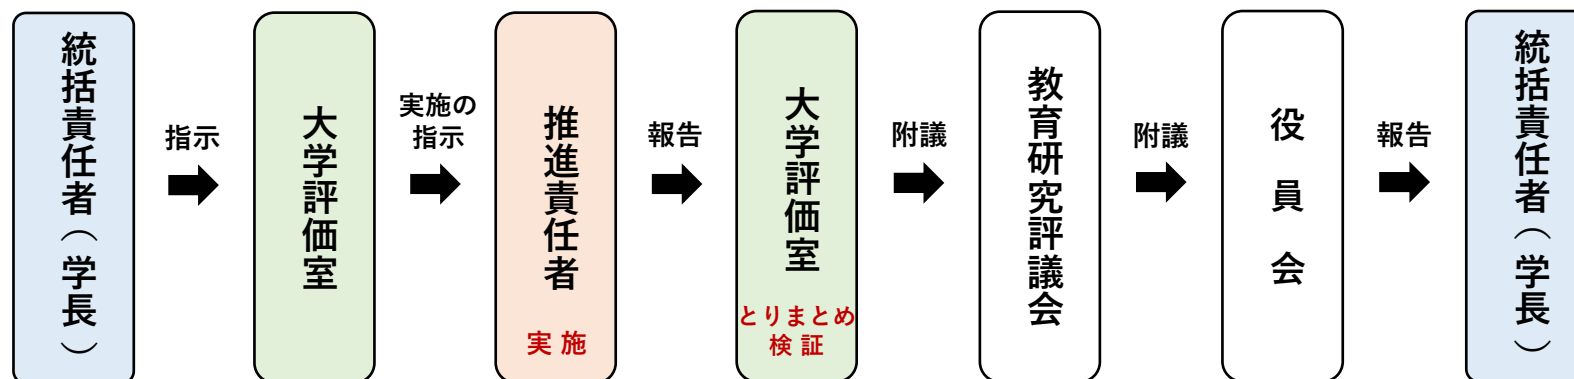 統括責任者（学長）
指示
大学評価室
実施の
指示
推進責任者
実施
報告
大学評価室
とりまとめ
検証
附議
教育研究評議会
附議
役員会
報告
統括責任者（学長）